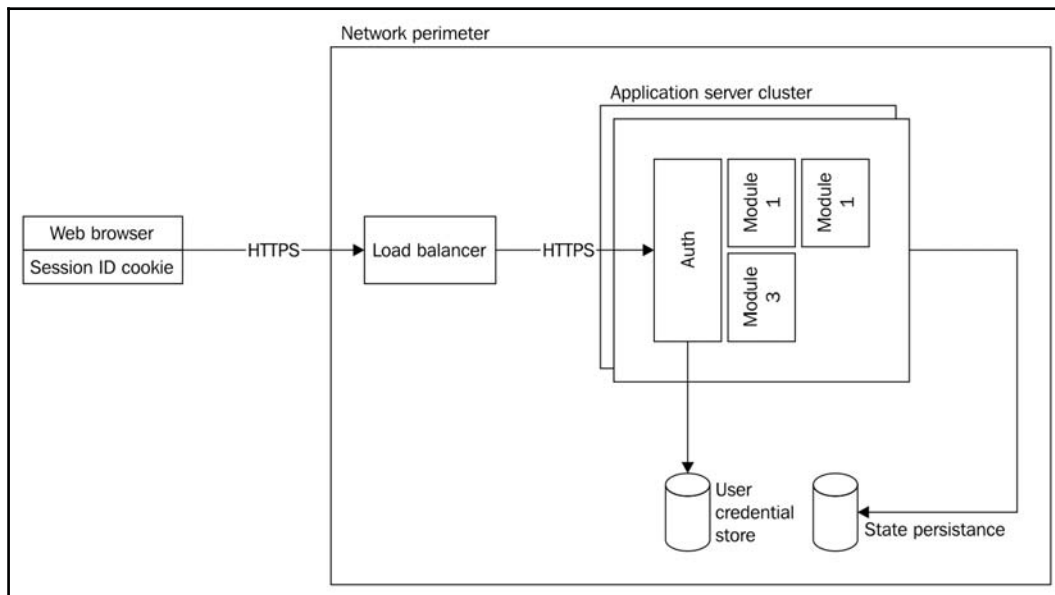 Network perimeter
Application server cluster
Web browser
Session ID cookie
HTTPS
Load balancer
HTTPS
Auth
Module
1
Module
1
Module
3
User
credential
store
State persistance